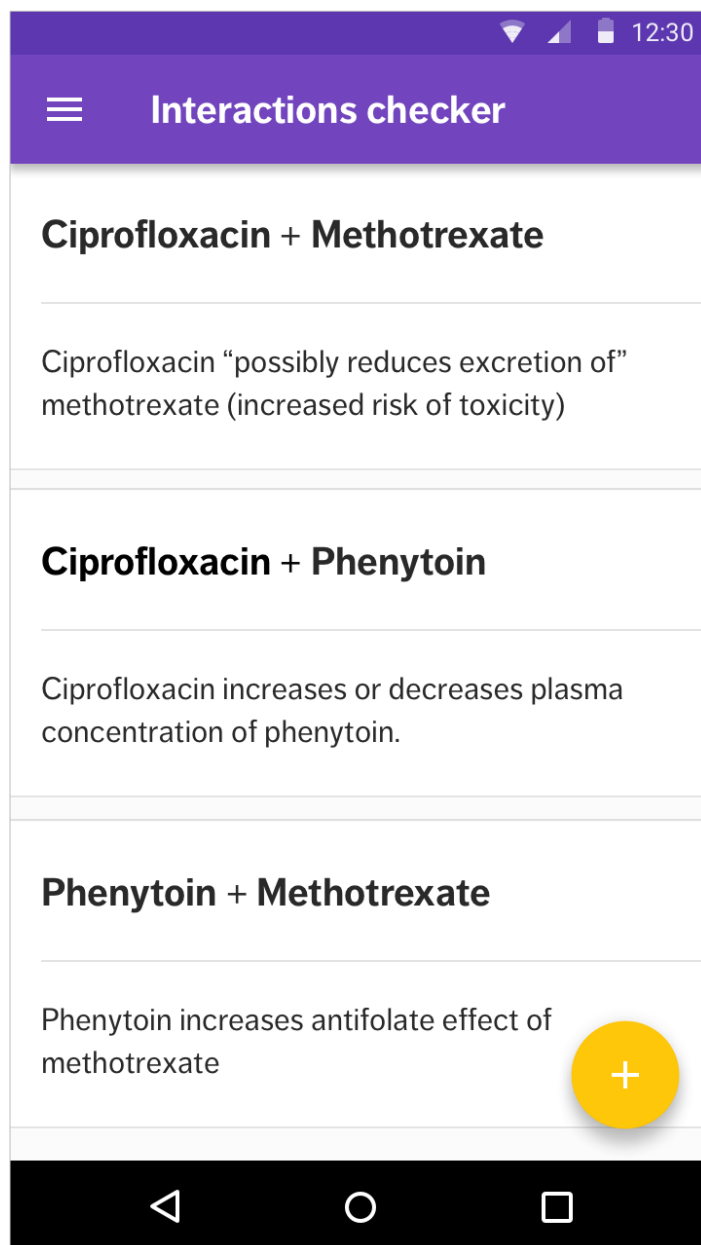 12:30
Interactions checker
Ciprofloxacin + Methotrexate
Ciprofloxacin “possibly reduces excretion of”
methotrexate (increased risk of toxicity)
Ciprofloxacin + Phenytoin
Ciprofloxacin increases or decreases plasma
concentration of phenytoin.
Phenytoin + Methotrexate
Phenytoin increases antifolate effect of
methotrexate
+